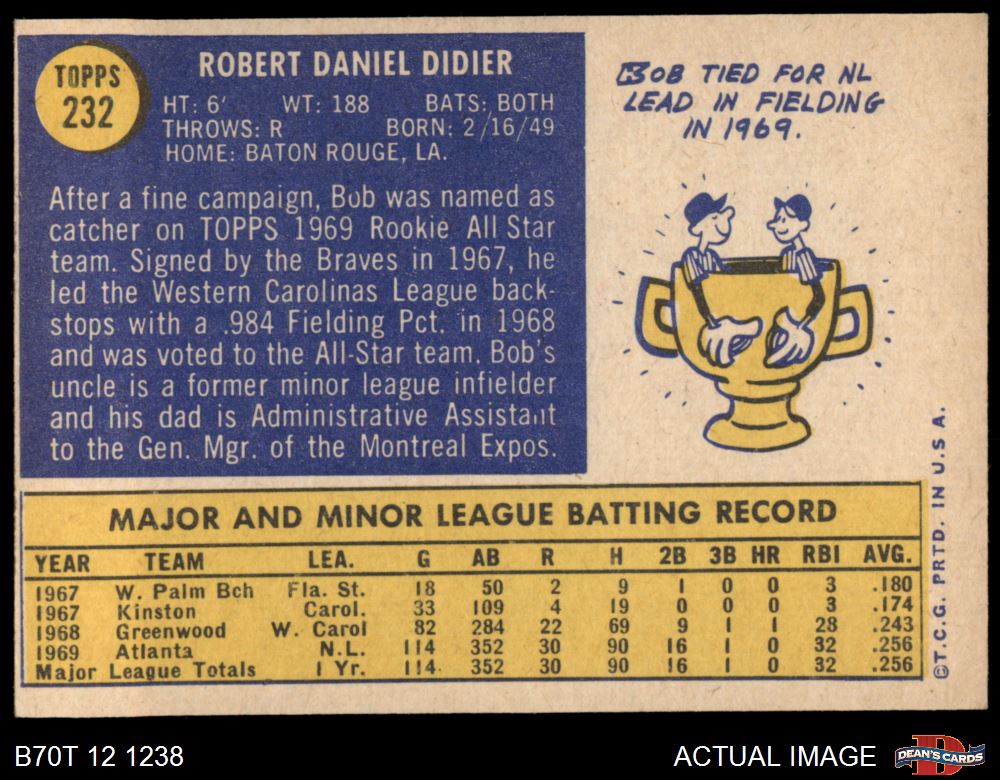 TOPPS
232
ROBERT DANIEL DIDIER
HT: 6' WT: 188 BATS: BOTH
THROWS: R BORN: 2/16/49
HOME: BATON ROUGE, LA.
After a fine campaign, Bob was named as
catcher on TOPPS 1969 Rookie All Star
team. Signed by the Braves in 1967, he
led the Western Carolinas League back-
stops with a .984 Fielding Pct. in 1968
and was voted to the All-Star team. Bob's
uncle is a former minor league infielder
and his dad is Administrative Assistant
to the Gen. Mgr. of the Montreal Expos.
BOB TIED FOR NL
LEAD IN FIELDING
IN 1969.
MAJOR AND MINOR LEAGUE BATTING RECORD
YEAR TEAM LEA. G AB R H 2B 3B HR RBI AVG.
1967 W. Palm Bch Fla. St. 18 50 2 9 1 0 0 3 .180
1967 Kinston Carol. 33 109 4 19 0 0 0 3 .174
1968 Greenwood W. Carol 82 284 22 69 9 1 1 28 .243
1969 Atlanta N.L. 114 352 30 90 16 1 0 32 .256
Major League Totals 1 Yr. 114 352 30 90 16 1 0 32 .256
©T.C.G. PRTD. IN U.S.A.
B70T 12 1238
ACTUAL IMAGE
D
DEAN'S CARDS